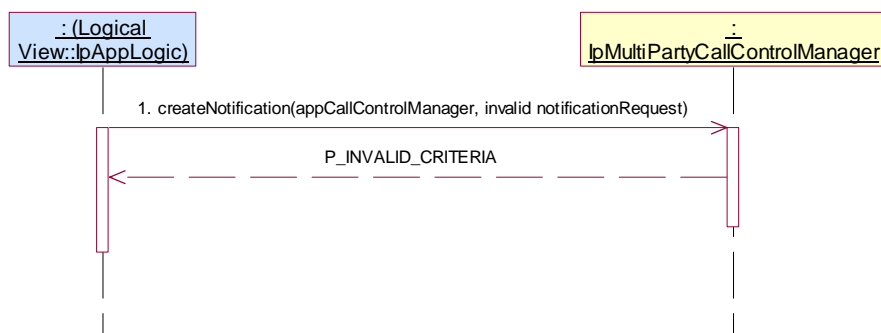 : (Logical
View::IpAppLogic)
:
IpMultiPartyCallControlManager
1. createNotification(appCallControlManager, invalid notificationRequest)
P_INVALID_CRITERIA